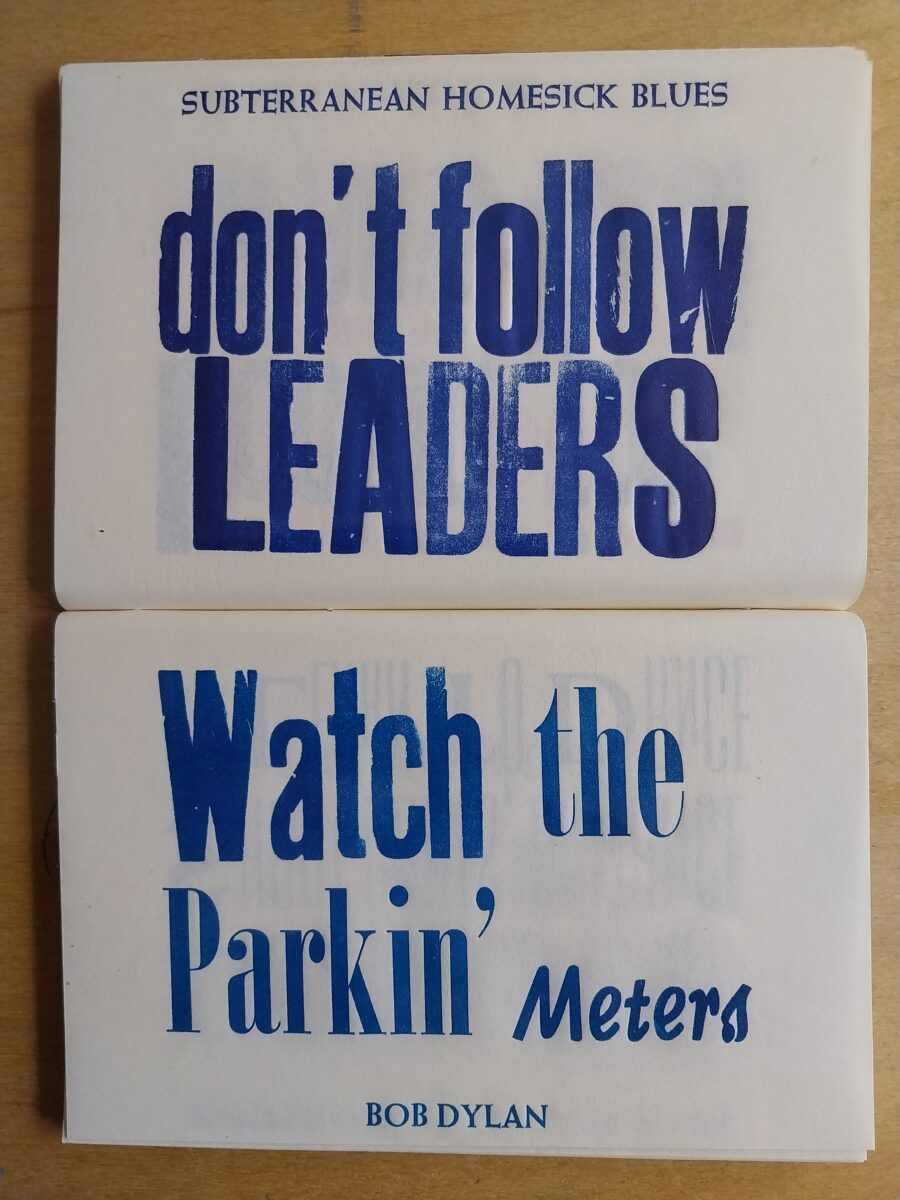 SUBTERRANEAN HOMESICK BLUES
don't follow
LEADERS
Watch the
Parkin' Meters
BOB DYLAN